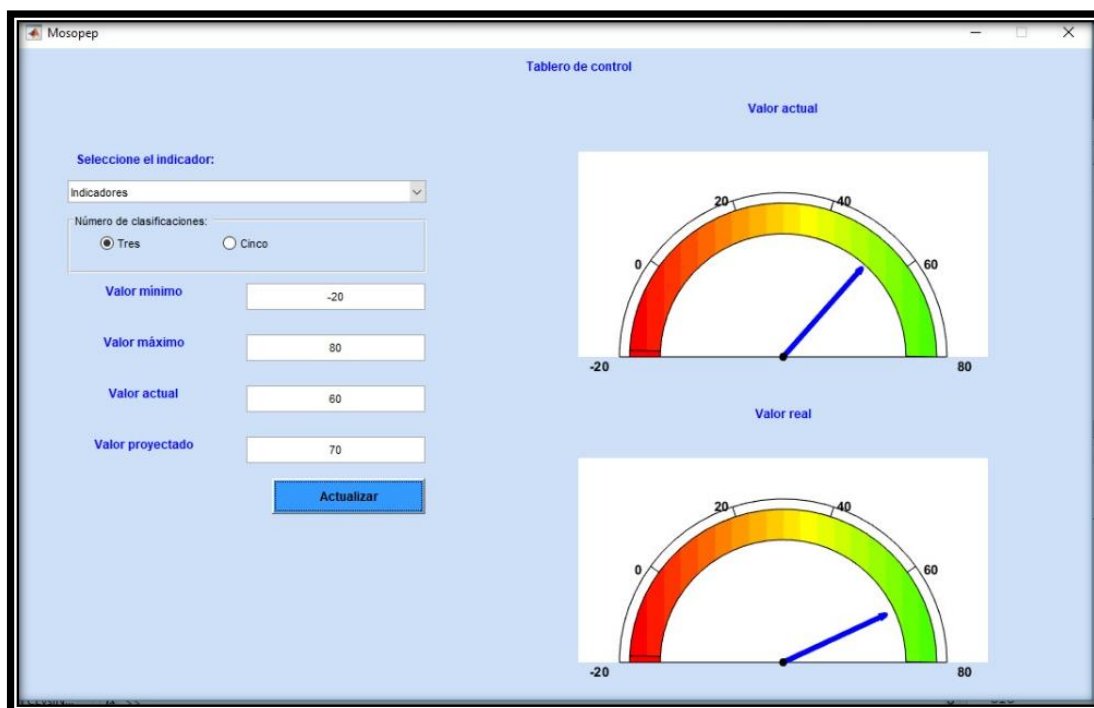 Mosopep
Tablero de control
Seleccione el indicador:
Indicadores
Número de clasificaciones:
Tres
Cinco
Valor mínimo
-20
Valor máximo
80
Valor actual
60
Valor proyectado
70
Actualizar
Valor actual
20
40
0
60
-20
80
Valor real
20
40
0
60
-20
80